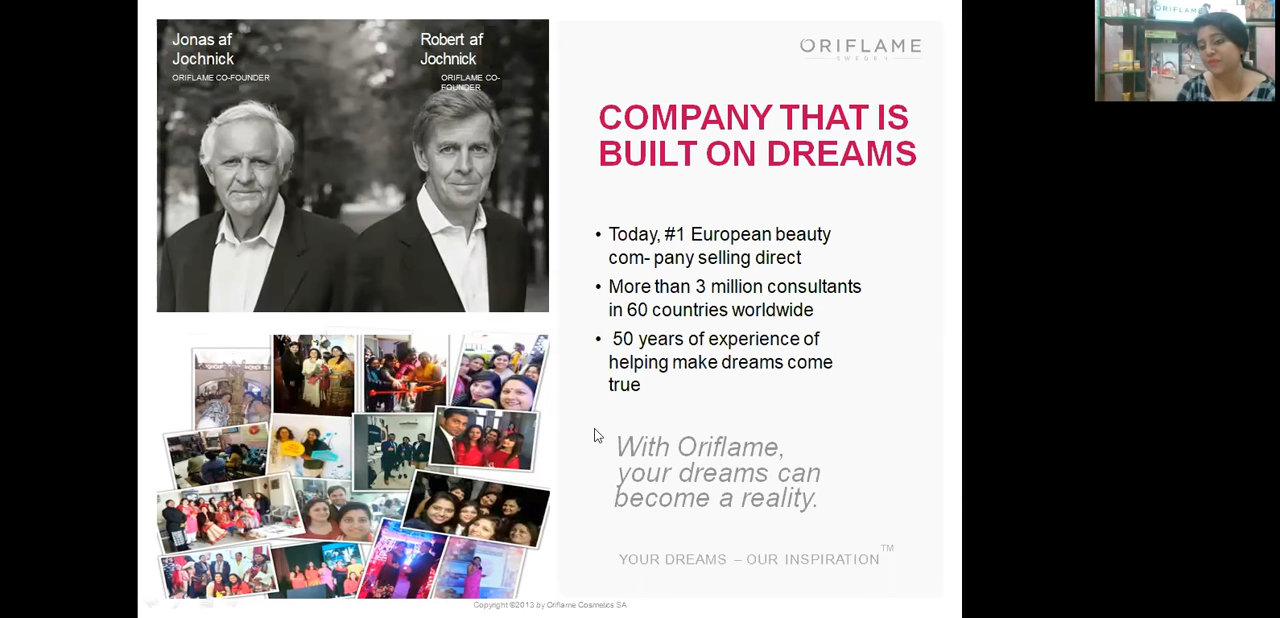 Jonas af
Jochnick
ORIFLAME CO-FOUNDER
Robert af
Jochnick
ORIFLAME CO-
FOUNDER
ORIFLAME
SWEDEN
COMPANY THAT IS
BUILT ON DREAMS
• Today, #1 European beauty
com- pany selling direct
• More than 3 million consultants
in 60 countries worldwide
• 50 years of experience of
helping make dreams come
true
With Oriflame,
your dreams can
become a reality.
YOUR DREAMS – OUR INSPIRATION™
Copyright ©2013 by Oriflame Cosmetics SA
ORIFLAME